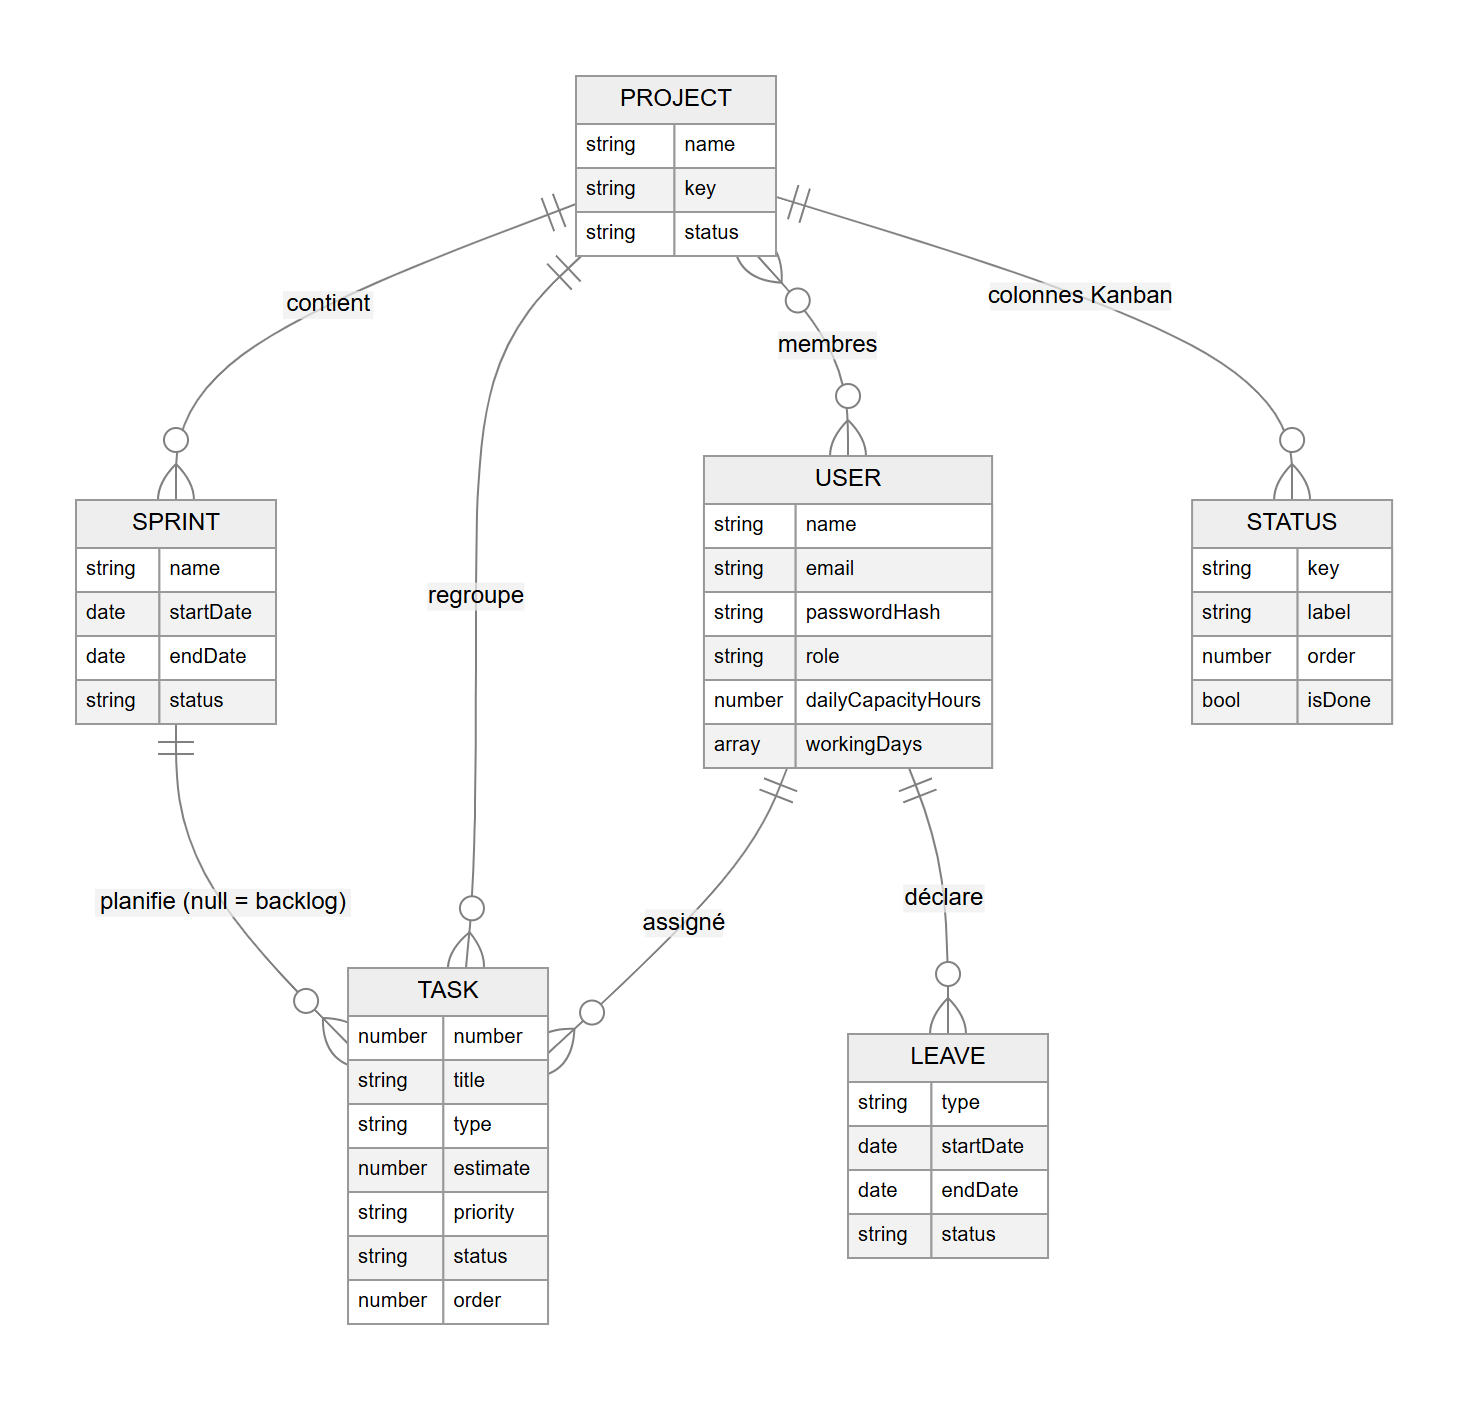 PROJECT
string name
string key
string status
contient
membres
colonnes Kanban
SPRINT
string name
date startDate
date endDate
string status
regroupe
USER
string name
string email
string passwordHash
string role
number dailyCapacityHours
array workingDays
STATUS
string key
string label
number order
bool isDone
planifie (null = backlog)
assigné
déclare
TASK
number number
string title
string type
number estimate
string priority
string status
number order
LEAVE
string type
date startDate
date endDate
string status